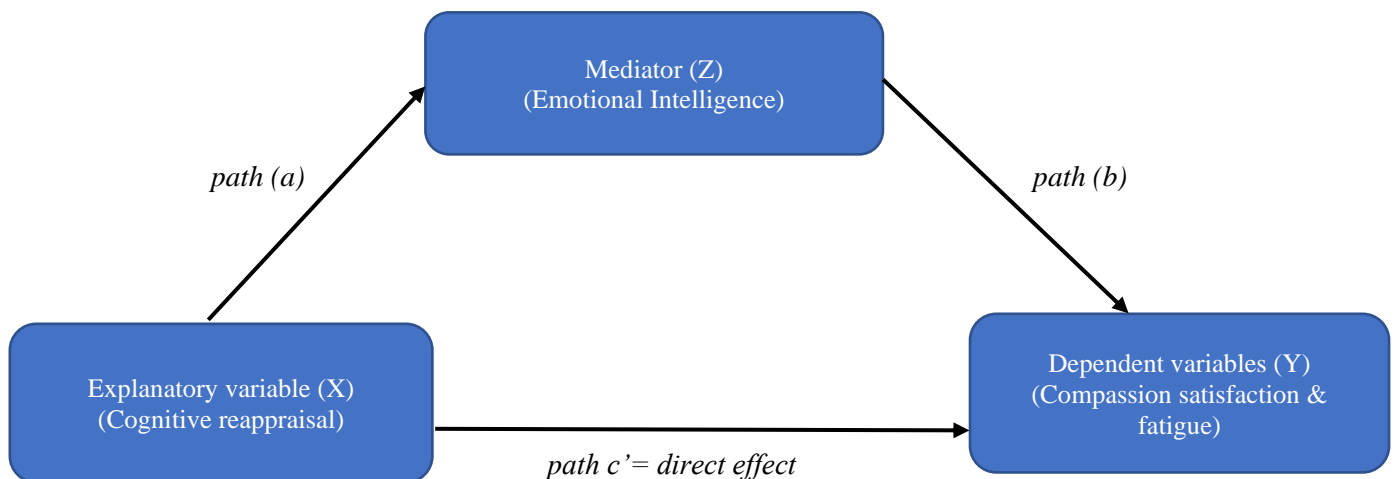 Mediator (Z)
(Emotional Intelligence)
path (a)
path (b)
Explanatory variable (X)
(Cognitive reappraisal)
Dependent variables (Y)
(Compassion satisfaction &
fatigue)
path c’= direct effect